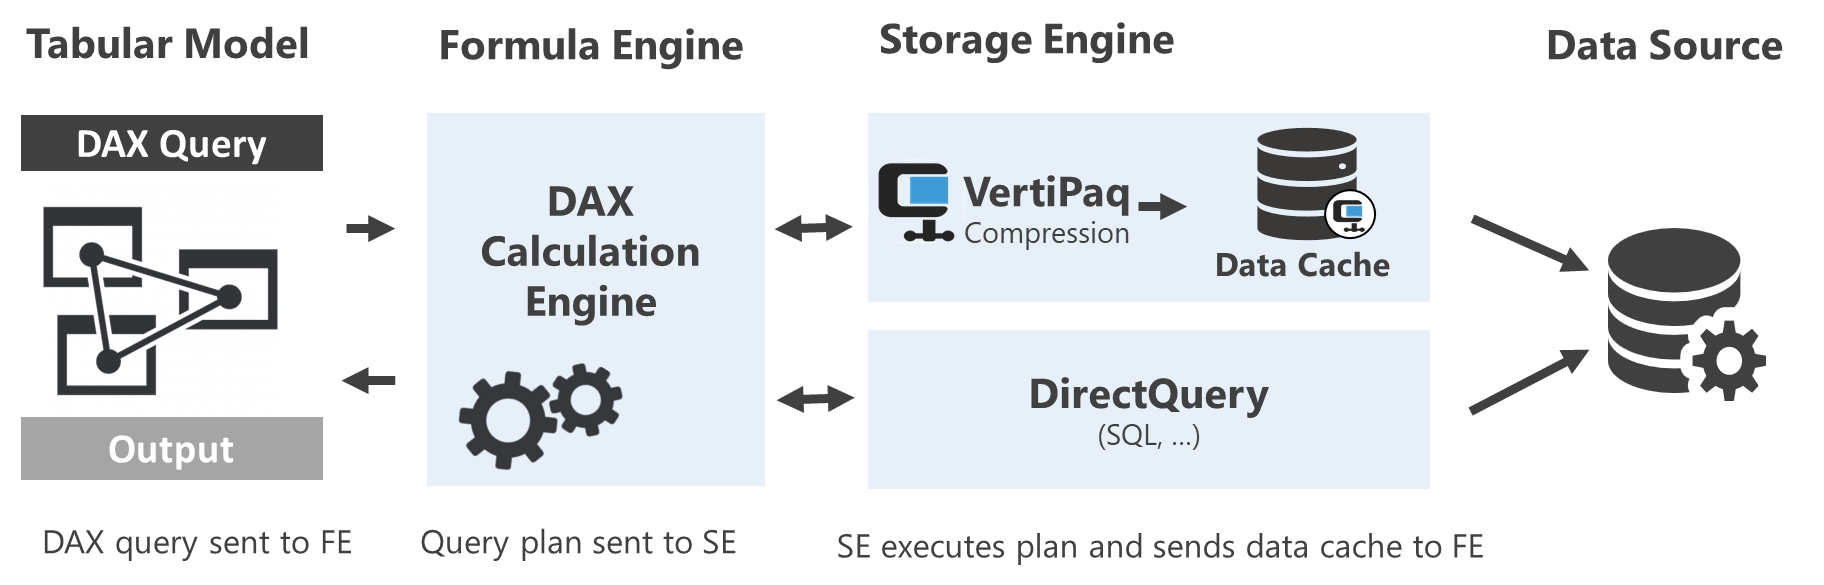 Tabular Model
Formula Engine
Storage Engine
Data Source
DAX Query
Output
DAX
Calculation
Engine
VertiPaq
Compression
Data Cache
DirectQuery
(SQL, ...)
DAX query sent to FE
Query plan sent to SE
SE executes plan and sends data cache to FE